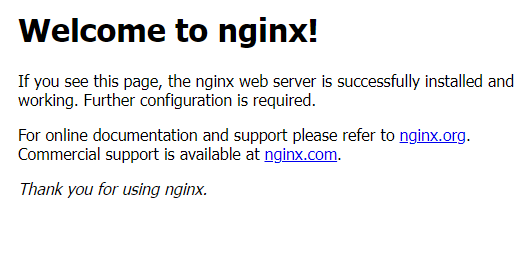 Welcome to nginx!
If you see this page, the nginx web server is successfully installed and
working. Further configuration is required.
For online documentation and support please refer to nginx.org.
Commercial support is available at nginx.com.
Thank you for using nginx.